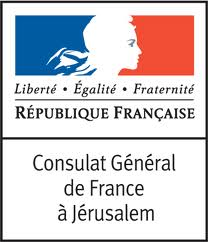 Liberté • Égalité • Fraternité
RÉPUBLIQUE FRANÇAISE
Consulat Général
de France
à Jérusalem